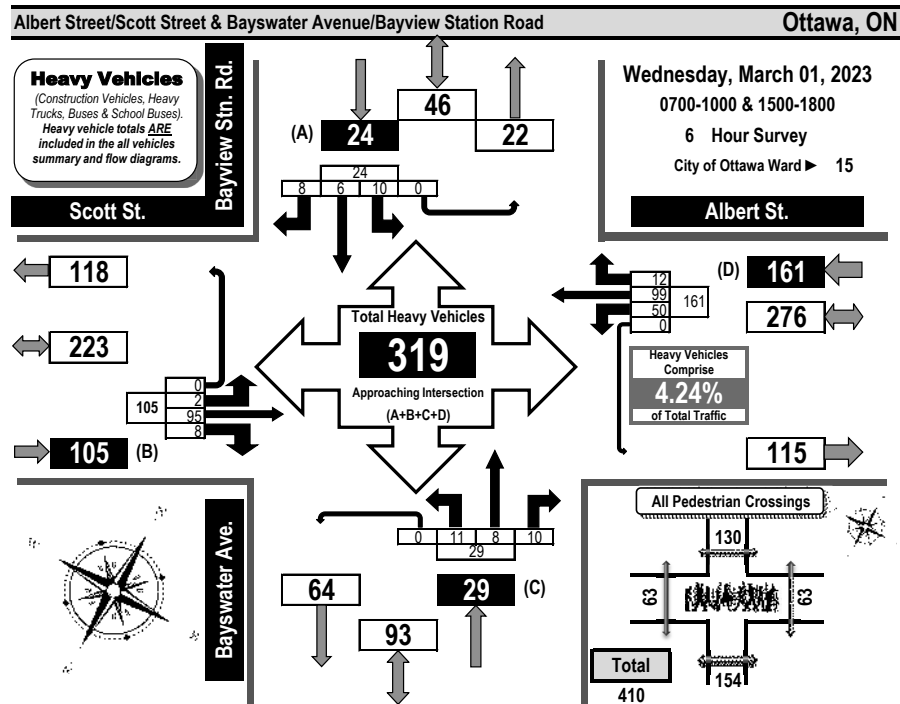 Albert Street/Scott Street & Bayswater Avenue/Bayview Station Road
Ottawa, ON
Heavy Vehicles
(Construction Vehicles, Heavy
Trucks, Buses & School Buses).
Heavy vehicle totals ARE
included in the all vehicles
summary and flow diagrams.
Bayview Stn. Rd.
Scott St.
46
(A)
24
22
24
8
6
10
0
Wednesday, March 01, 2023
0700-1000 & 1500-1800
6 Hour Survey
City of Ottawa Ward ► 15
Albert St.
118
223
0
2
95
8
105
105
(B)
Total Heavy Vehicles
319
Approaching Intersection
(A+B+C+D)
12
99
50
0
161
(D)
161
276
Heavy Vehicles
Comprise
4.24%
of Total Traffic
115
Bayswater Ave.
0
11
8
10
29
64
29
(C)
93
All Pedestrian Crossings
130
63
63
154
Total
410